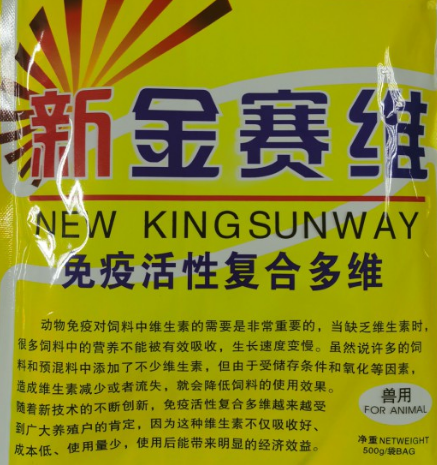 新金赛维
NEW KINGSUNWAY
免疫活性复合多维
动物免疫对饲料中维生素的需要是非常重要的，当缺乏维生素时，
很多饲料中的营养不能被有效吸收，生长速度变慢。虽然说许多的饲
料和预混料中添加了不少维生素，但由于受储存条件和氧化等因素，
造成维生素减少或者流失，就会降低饲料的使用效果。
随着新技术的不断创新，免疫活性复合多维越来越受
到广大养殖户的肯定，因为这种维生素不仅吸收好、
成本低、使用量少，使用后能带来明显的经济效益。
兽用
FOR ANIMAL
净重 NETWEIGHT
500g/袋BAG